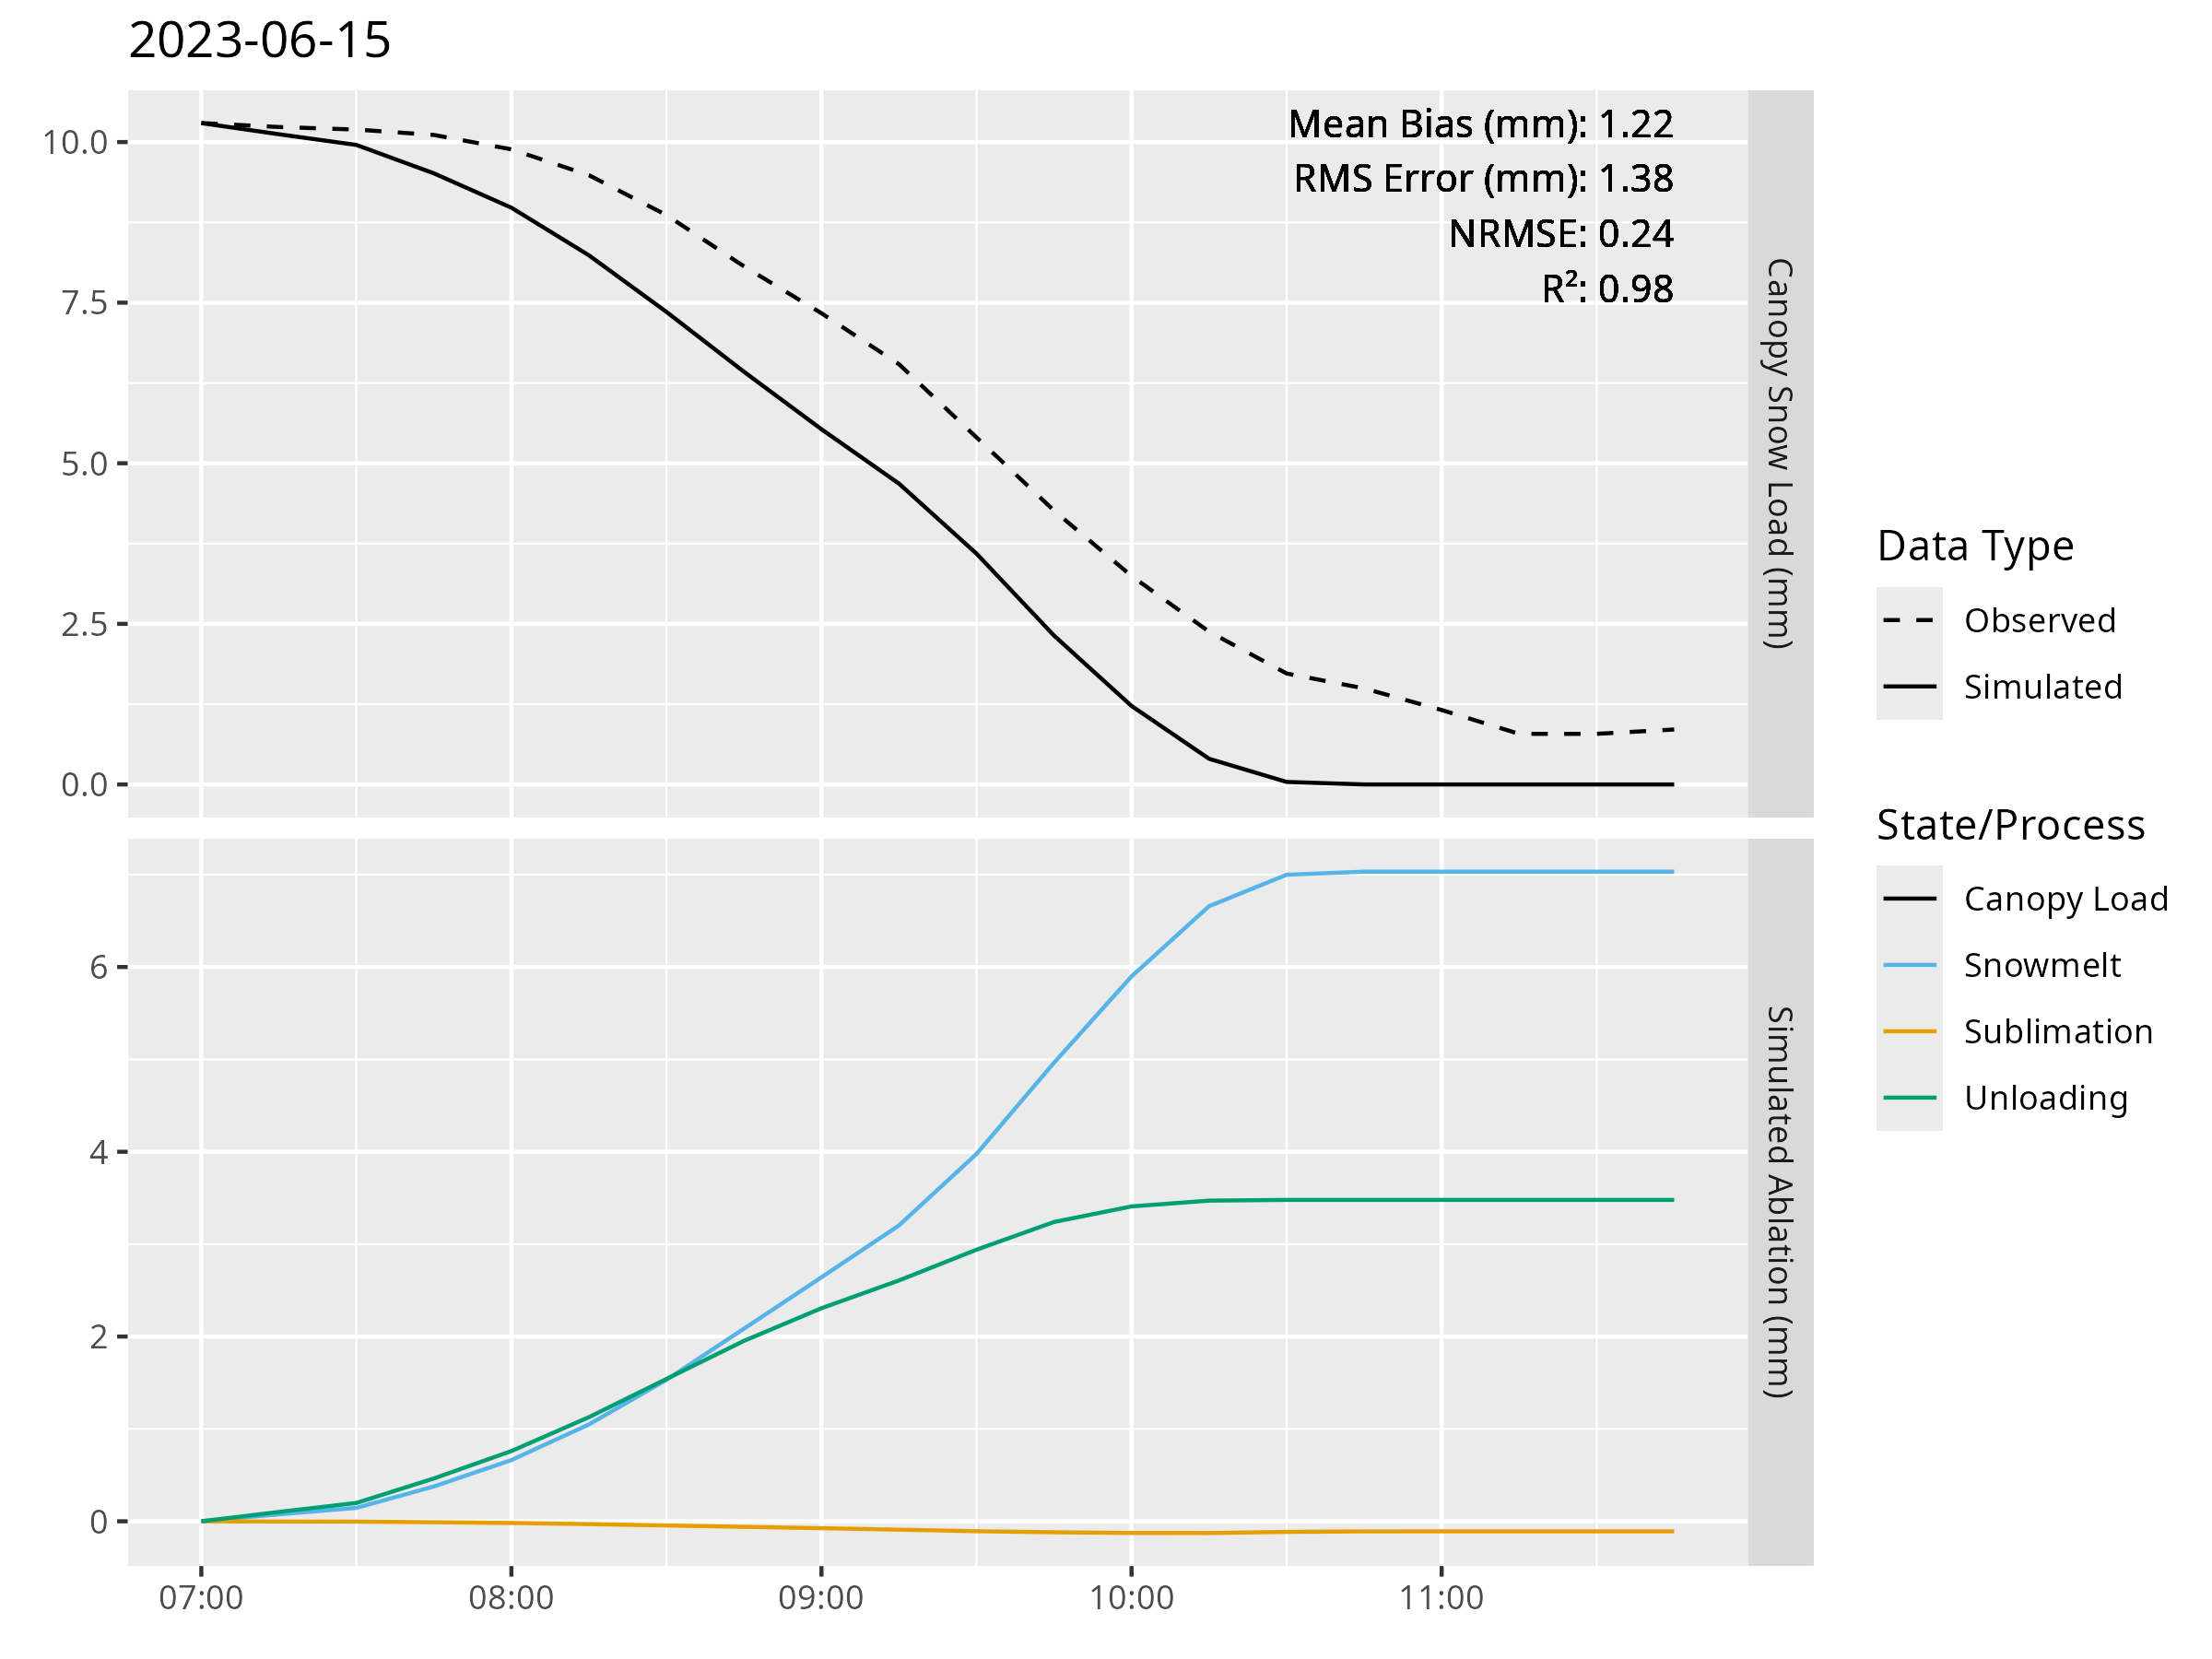 2023-06-15
Mean Bias (mm): 1.22
RMS Error (mm): 1.38
NRMSE: 0.24
R²: 0.98
10.0
7.5
5.0
2.5
0.0
Canopy Snow Load (mm)
6
4
2
0
Simulated Ablation (mm)
07:00
08:00
09:00
10:00
11:00
Data Type
Observed
Simulated
State/Process
Canopy Load
Snowmelt
Sublimation
Unloading